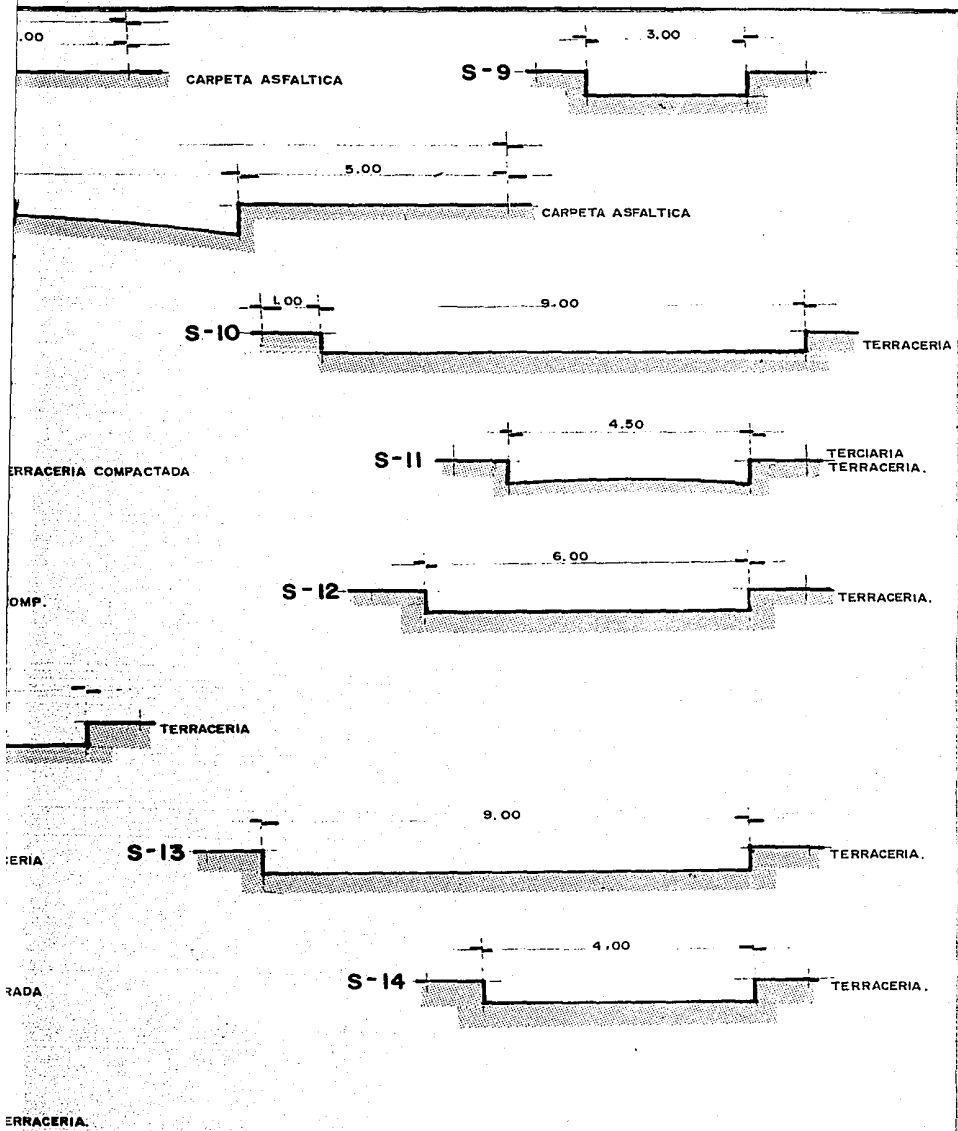 .00
3.00
S-9
CARPETA ASFALTICA
5.00
CARPETA ASFALTICA
1.00
9.00
S-10
TERRACERIA
4.50
S-11
TERCIARIA
TERRACERIA.
ERRACERIA COMPACTADA
6.00
S-12
TERRACERIA.
OMP.
TERRACERIA
9.00
S-13
TERRACERIA.
CERIA
4.00
S-14
TERRACERIA.
RADA
ERRACERIA.